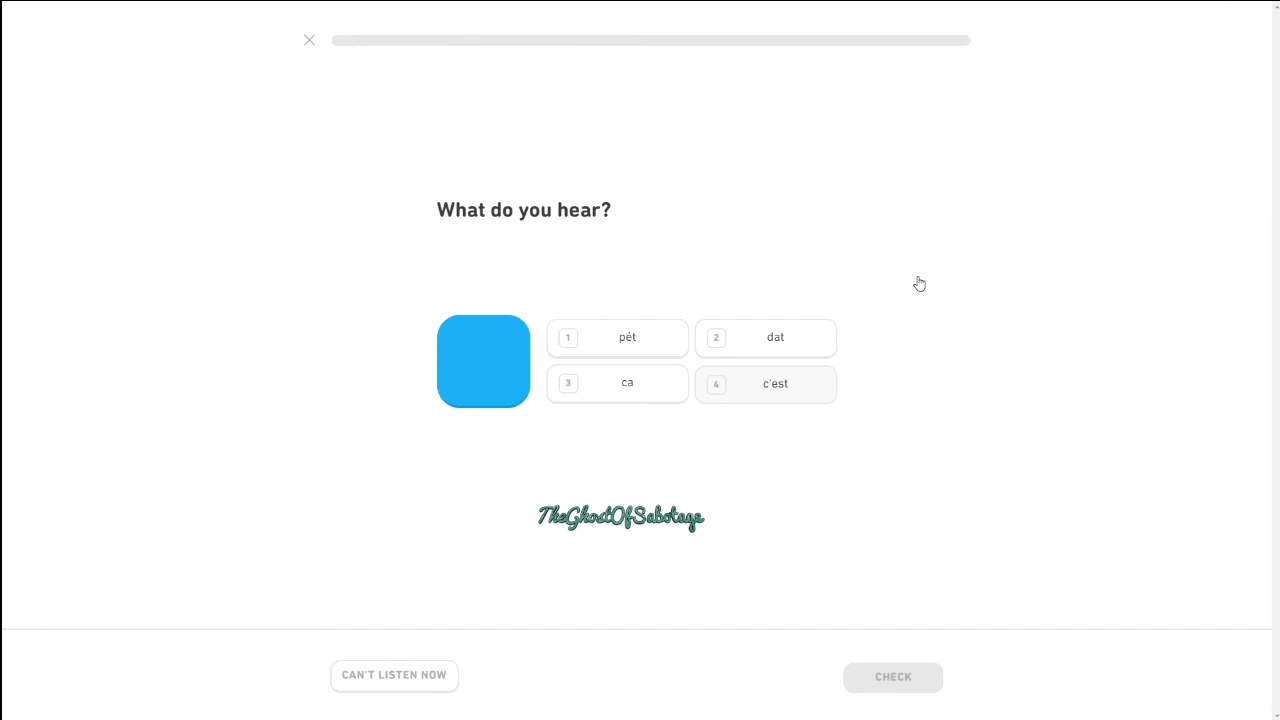 What do you hear?
1 pét
2 dat
3 ca
4 c'est
TheGhostOfSabotage
CAN'T LISTEN NOW
CHECK